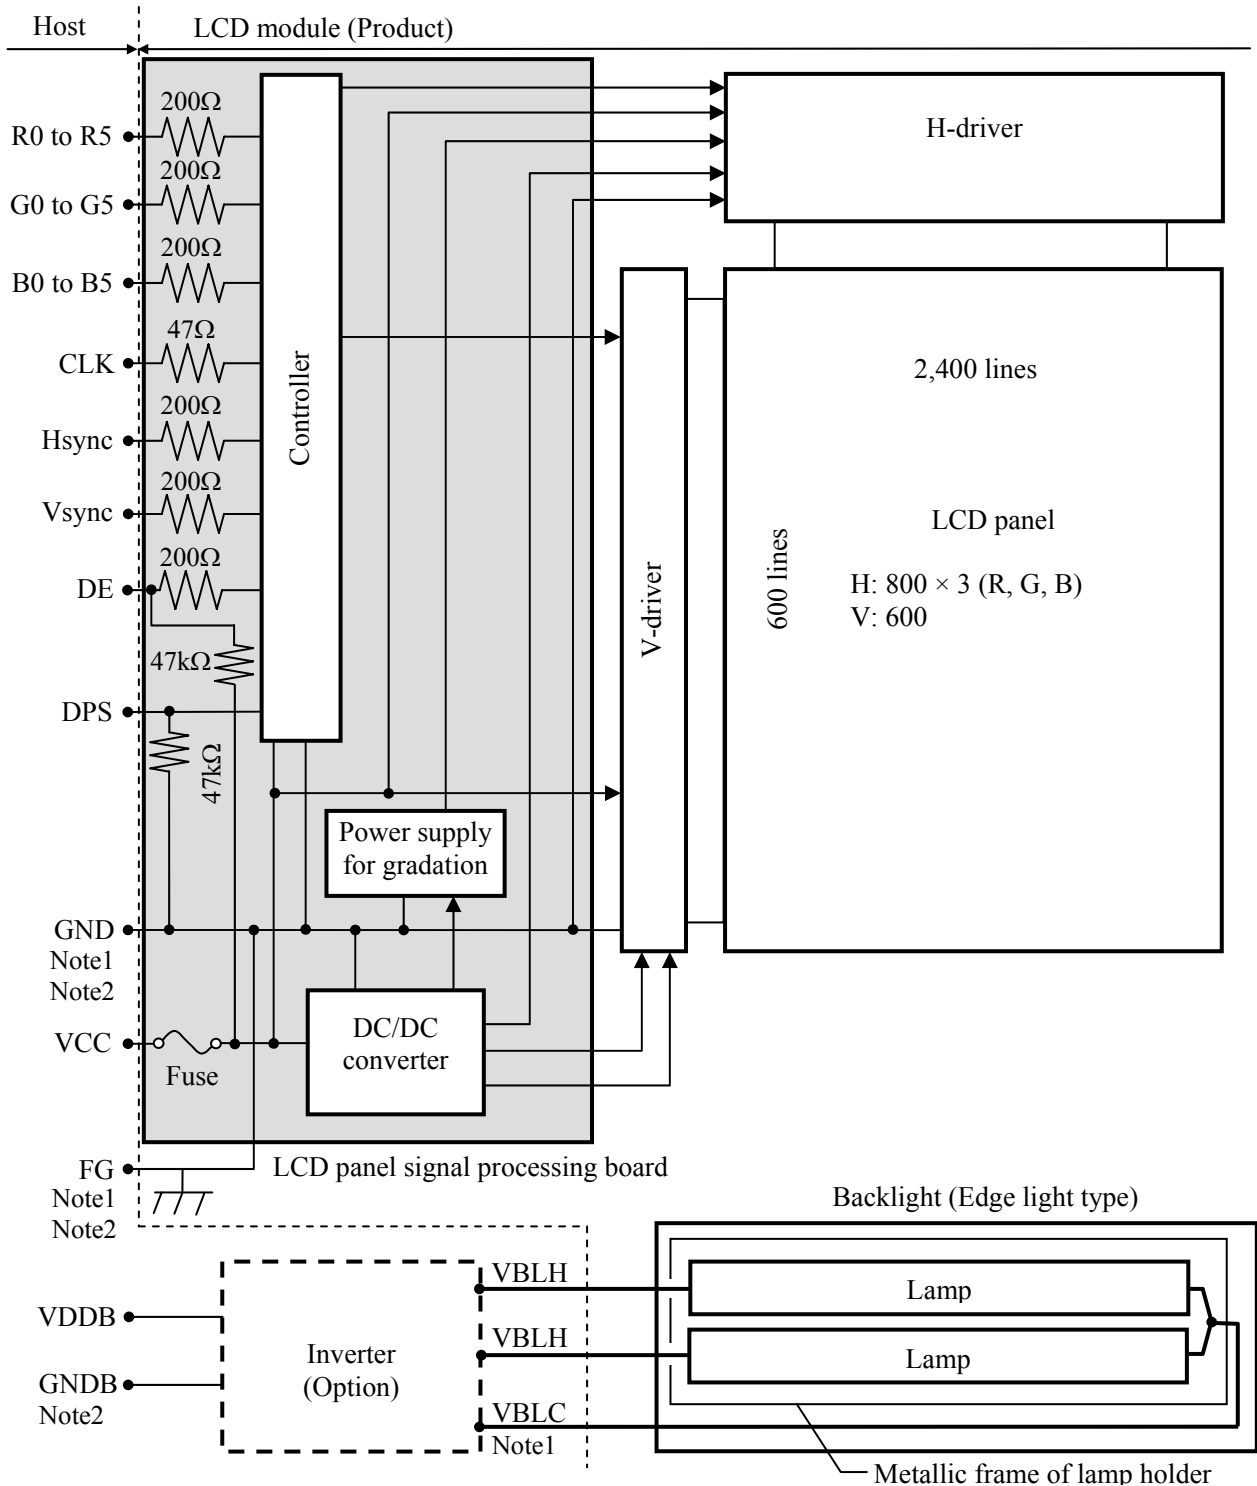 Host
LCD module (Product)
200Ω
R0 to R5
H-driver
200Ω
G0 to G5
200Ω
B0 to B5
47Ω
CLK
2,400 lines
Controller
200Ω
Hsync
200Ω
Vsync
LCD panel
200Ω
DE
600 lines
H: 800 × 3 (R, G, B)
V: 600
V-driver
47kΩ
DPS
47kΩ
Power supply
for gradation
GND
Note1
Note2
DC/DC
converter
VCC
Fuse
FG
Note1
Note2
LCD panel signal processing board
Backlight (Edge light type)
VBLH
Lamp
VDDB
VBLH
Inverter
(Option)
Lamp
GNDB
Note2
VBLC
Note1
Metallic frame of lamp holder